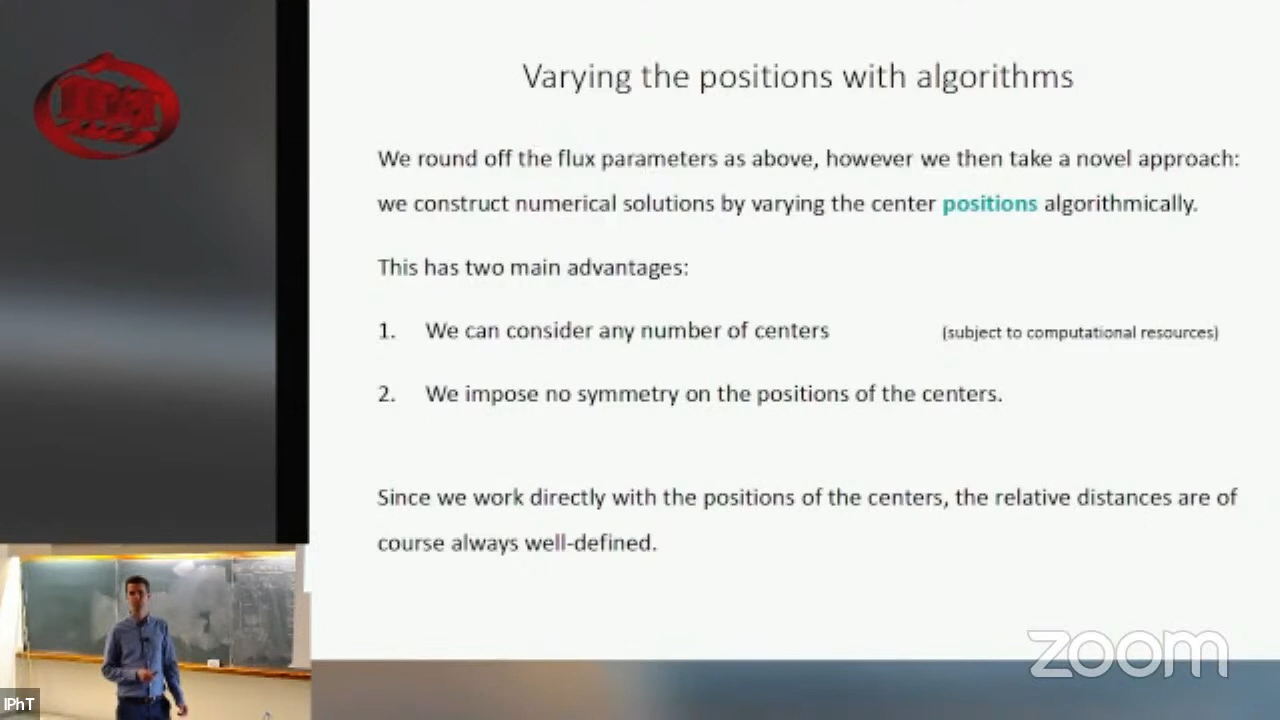 Varying the positions with algorithms
We round off the flux parameters as above, however we then take a novel approach:
we construct numerical solutions by varying the center positions algorithmically.
This has two main advantages:
1. We can consider any number of centers (subject to computational resources)
2. We impose no symmetry on the positions of the centers.
Since we work directly with the positions of the centers, the relative distances are of
course always well-defined.
zoom
IPhT